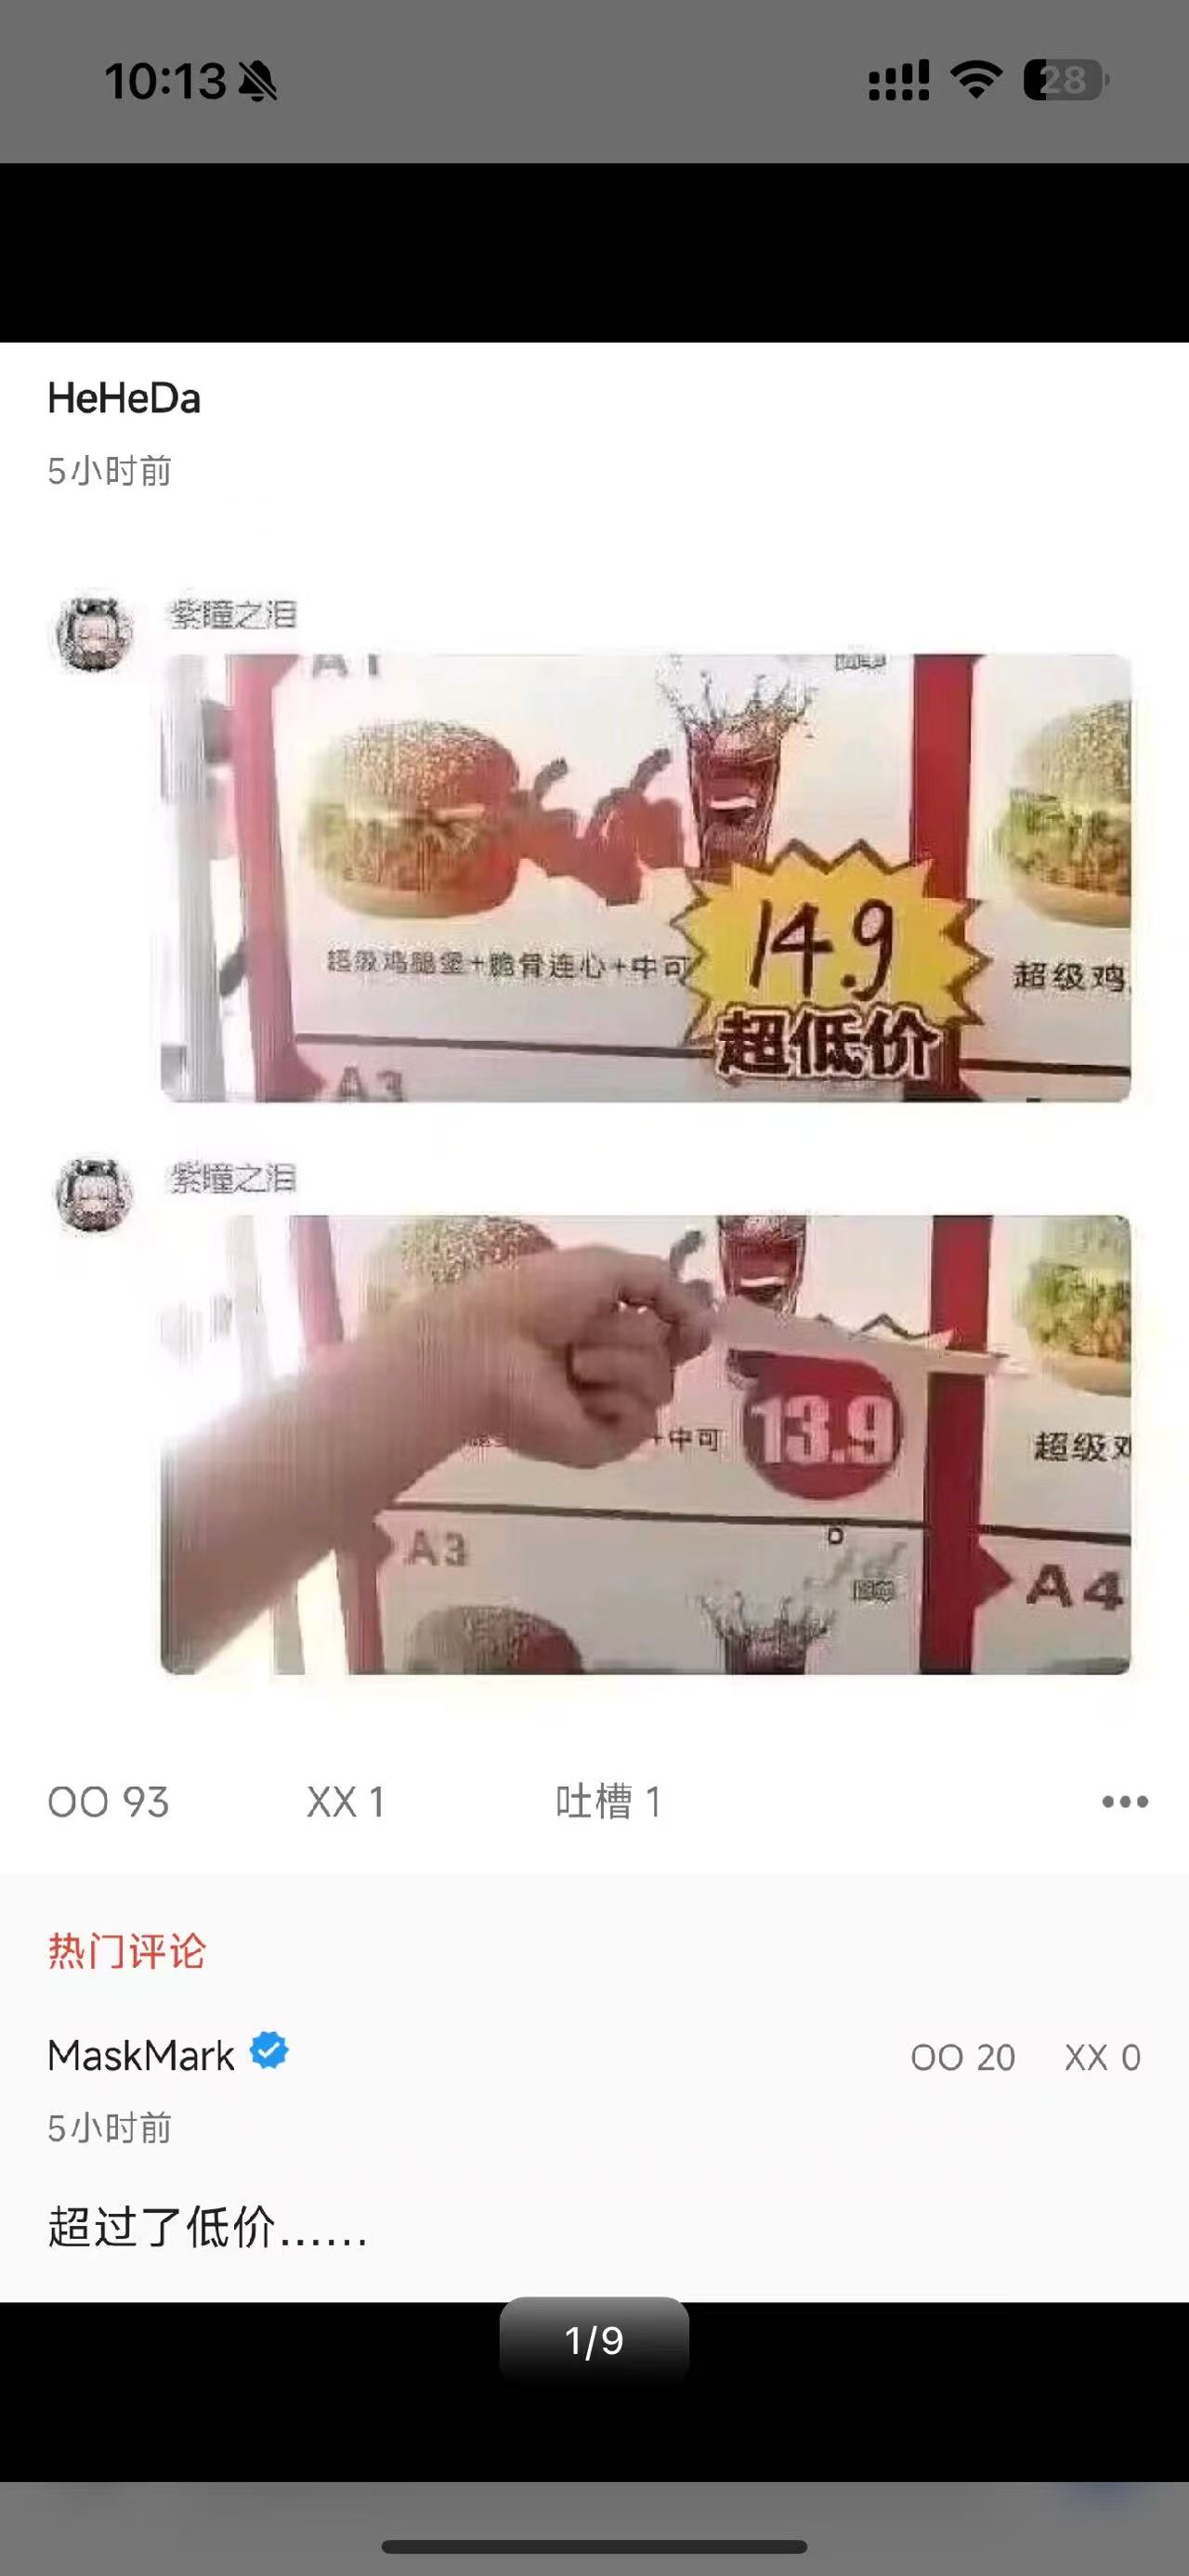 10:13
28
HeHeDa
5小时前
紫瞳之泪
A1
14.9
超级鸡腿堡+脆骨连心+中可
超级鸡
超低价
A3
紫瞳之泪
13.9
+中可
超级鸡
A3
A4
OO 93
XX 1
吐槽 1
热门评论
MaskMark
OO 20
XX 0
5小时前
超过了低价......
1/9